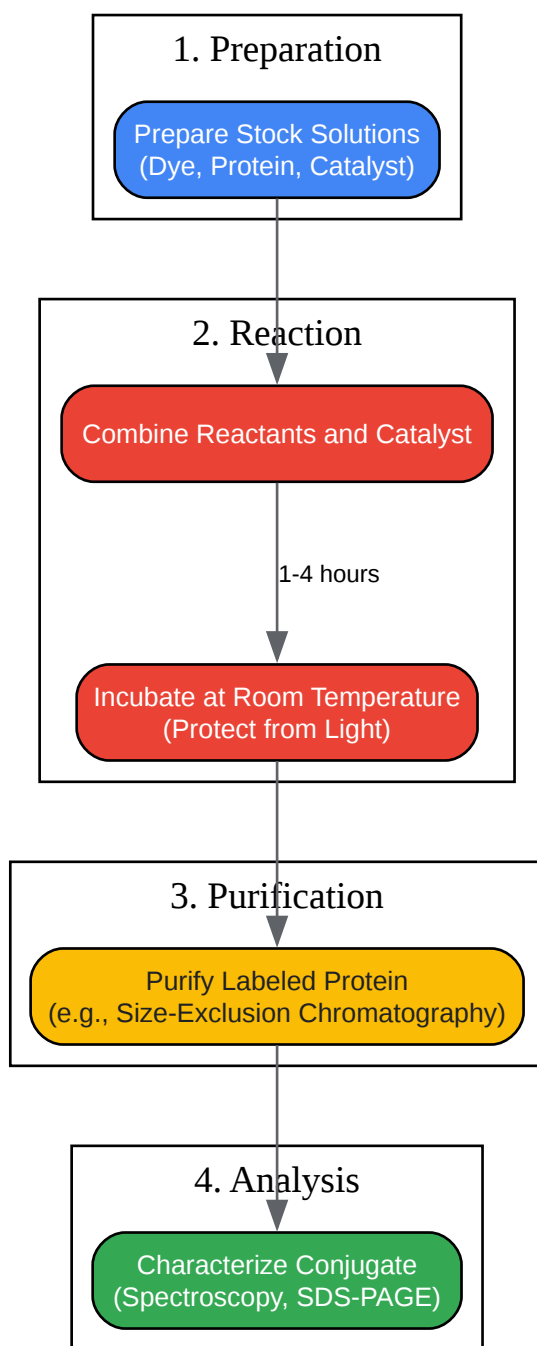 1. Preparation
Prepare Stock Solutions
(Dye, Protein, Catalyst)
2. Reaction
Combine Reactants and Catalyst
1-4 hours
Incubate at Room Temperature
(Protect from Light)
3. Purification
Purify Labeled Protein
(e.g., Size-Exclusion Chromatography)
4. Analysis
Characterize Conjugate
(Spectroscopy, SDS-PAGE)